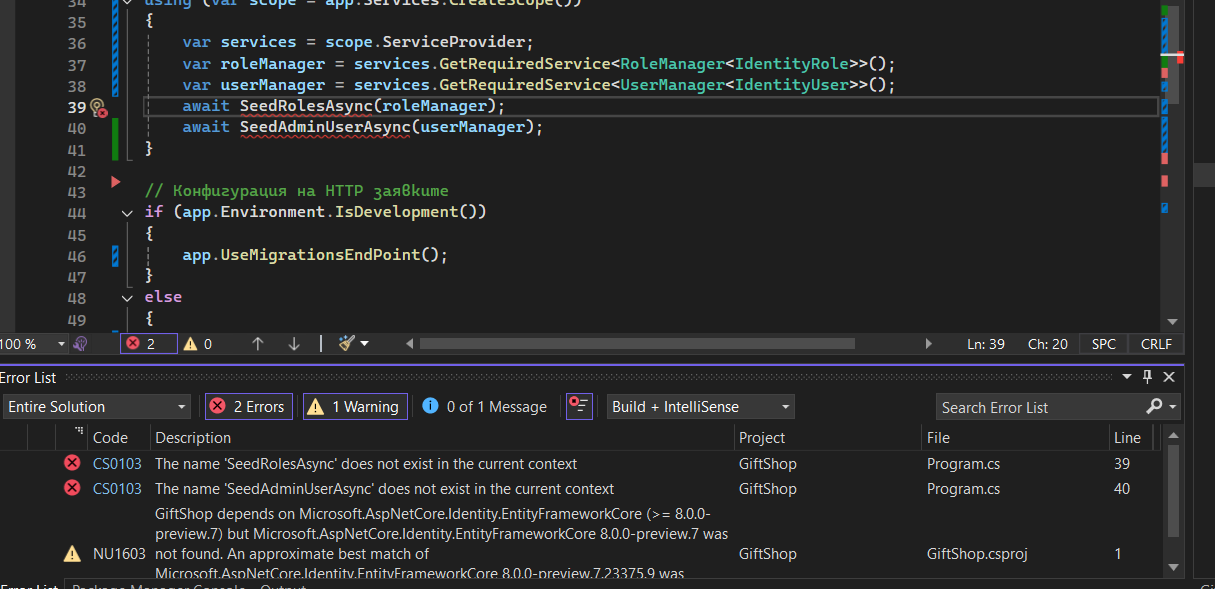 34 using (var scope = app.Services.CreateScope())
35 {
36 var services = scope.ServiceProvider;
37 var roleManager = services.GetRequiredService<RoleManager<IdentityRole>>();
38 var userManager = services.GetRequiredService<UserManager<IdentityUser>>();
39 await SeedRolesAsync(roleManager);
40 await SeedAdminUserAsync(userManager);
41 }
42
43 // Конфигурация на HTTP заявките
44 if (app.Environment.IsDevelopment())
45 {
46 app.UseMigrationsEndPoint();
47 }
48 else
49 {
100 % 2 0 Ln: 39 Ch: 20 SPC CRLF
Error List
Entire Solution 2 Errors 1 Warning 0 of 1 Message Build + IntelliSense Search Error List
Code Description Project File Line
CS0103 The name 'SeedRolesAsync' does not exist in the current context GiftShop Program.cs 39
CS0103 The name 'SeedAdminUserAsync' does not exist in the current context GiftShop Program.cs 40
GiftShop depends on Microsoft.AspNetCore.Identity.EntityFrameworkCore (>= 8.0.0-
preview.7) but Microsoft.AspNetCore.Identity.EntityFrameworkCore 8.0.0-preview.7 was
NU1603 not found. An approximate best match of GiftShop GiftShop.csproj 1
Microsoft.AspNetCore.Identity.EntityFrameworkCore 8.0.0-preview.7.23375.9 was
Error List Package Manager Console Output